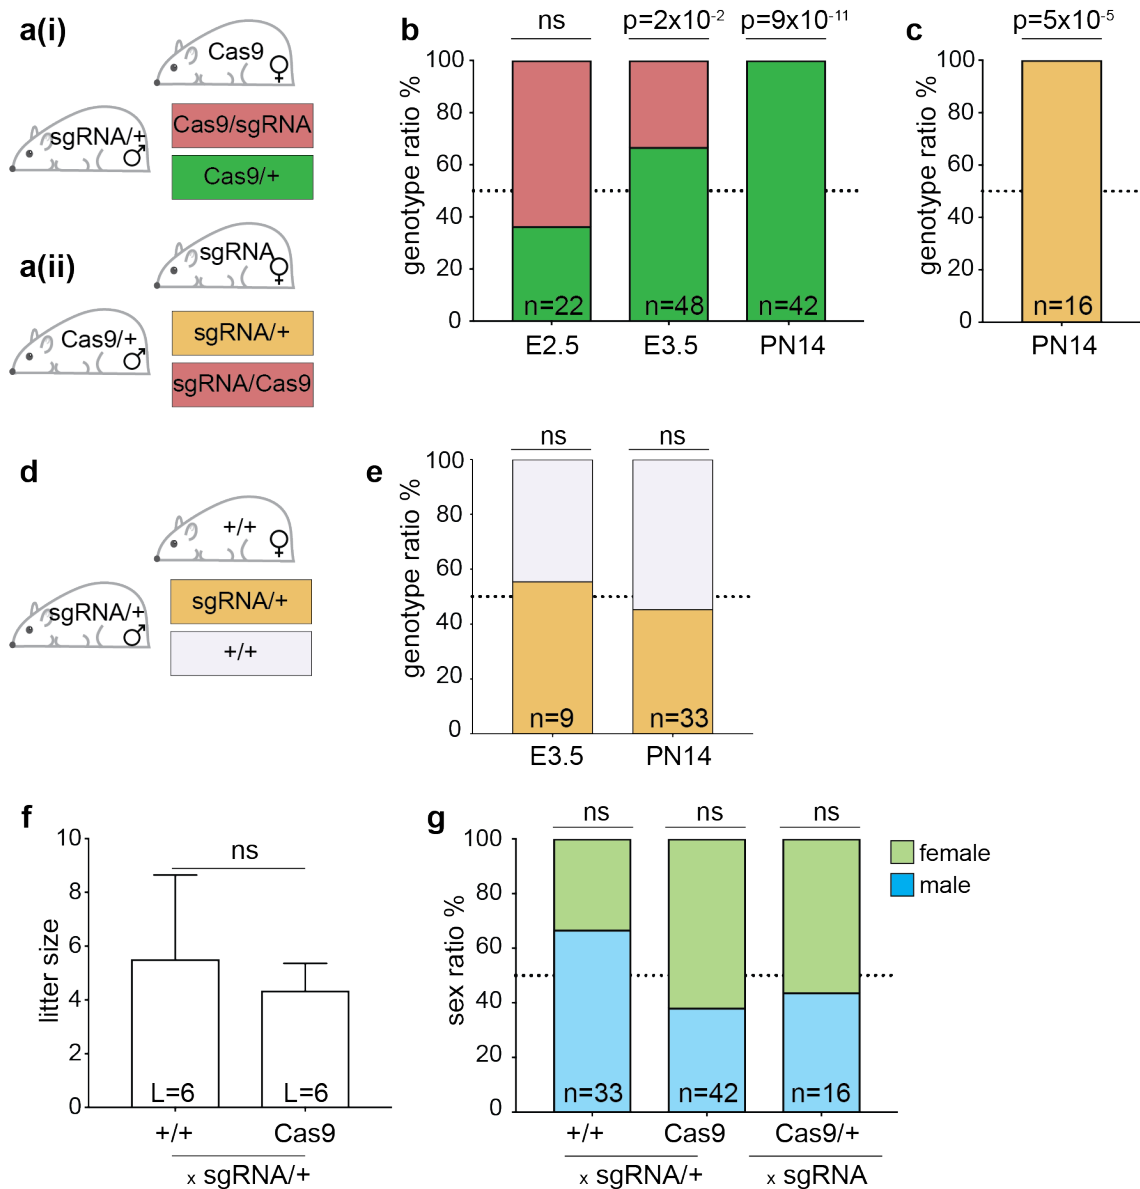 a(i)
Cas9
♀
sgRNA/+
♂
Cas9/sgRNA
Cas9/+
a(ii)
sgRNA
♀
Cas9/+
♂
sgRNA/+
sgRNA/Cas9
b
ns
p=2x10⁻²
p=9x10⁻¹¹
genotype ratio %
100
80
60
40
20
0
n=22
n=48
n=42
E2.5
E3.5
PN14
c
p=5x10⁻⁵
genotype ratio %
100
80
60
40
20
0
n=16
PN14
d
+/+
♀
sgRNA/+
♂
sgRNA/+
+/+
e
ns
ns
genotype ratio %
100
80
60
40
20
0
n=9
n=33
E3.5
PN14
f
ns
litter size
10
8
6
4
2
0
L=6
L=6
+/+
Cas9
x sgRNA/+
g
ns
ns
ns
sex ratio %
100
80
60
40
20
0
n=33
n=42
n=16
+/+
Cas9
Cas9/+
x sgRNA/+
x sgRNA
female
male